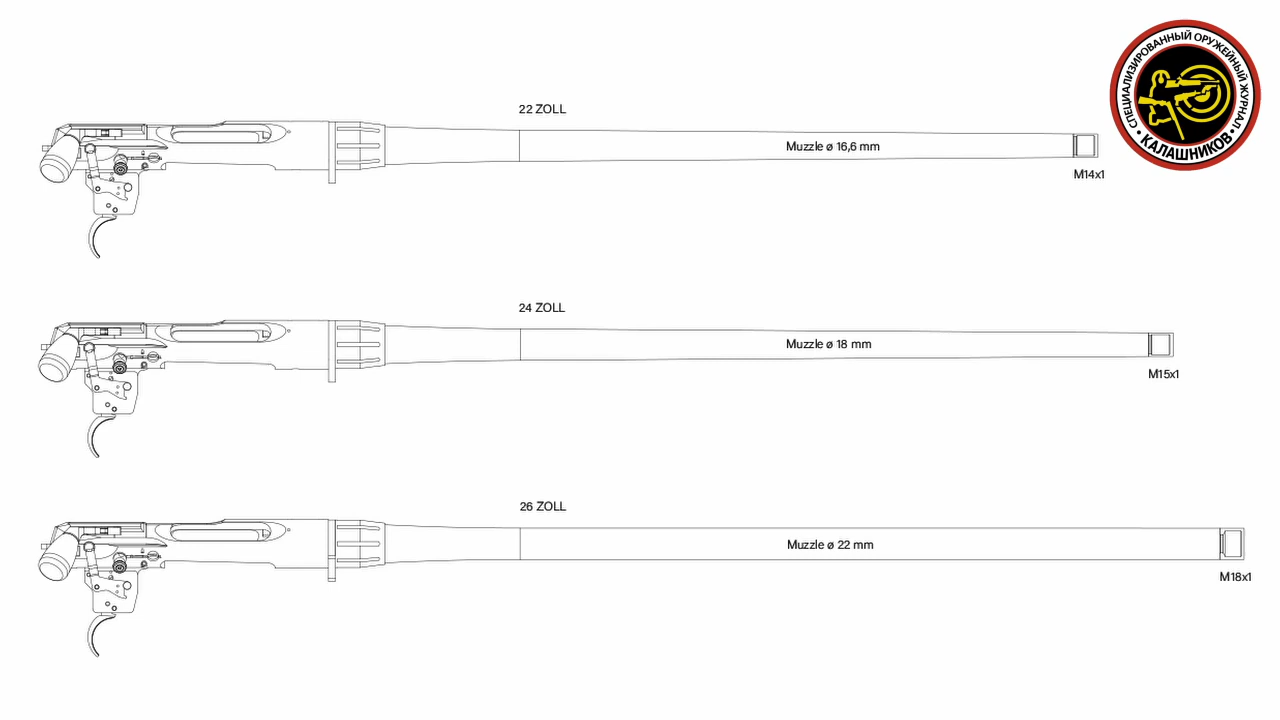 22 ZOLL
Muzzle ø 16,6 mm
M14x1
СПЕЦИАЛИЗИРОВАННЫЙ ОРУЖЕЙНЫЙ ЖУРНАЛ
• КАЛАШНИКОВ •
24 ZOLL
Muzzle ø 18 mm
M15x1
26 ZOLL
Muzzle ø 22 mm
M18x1